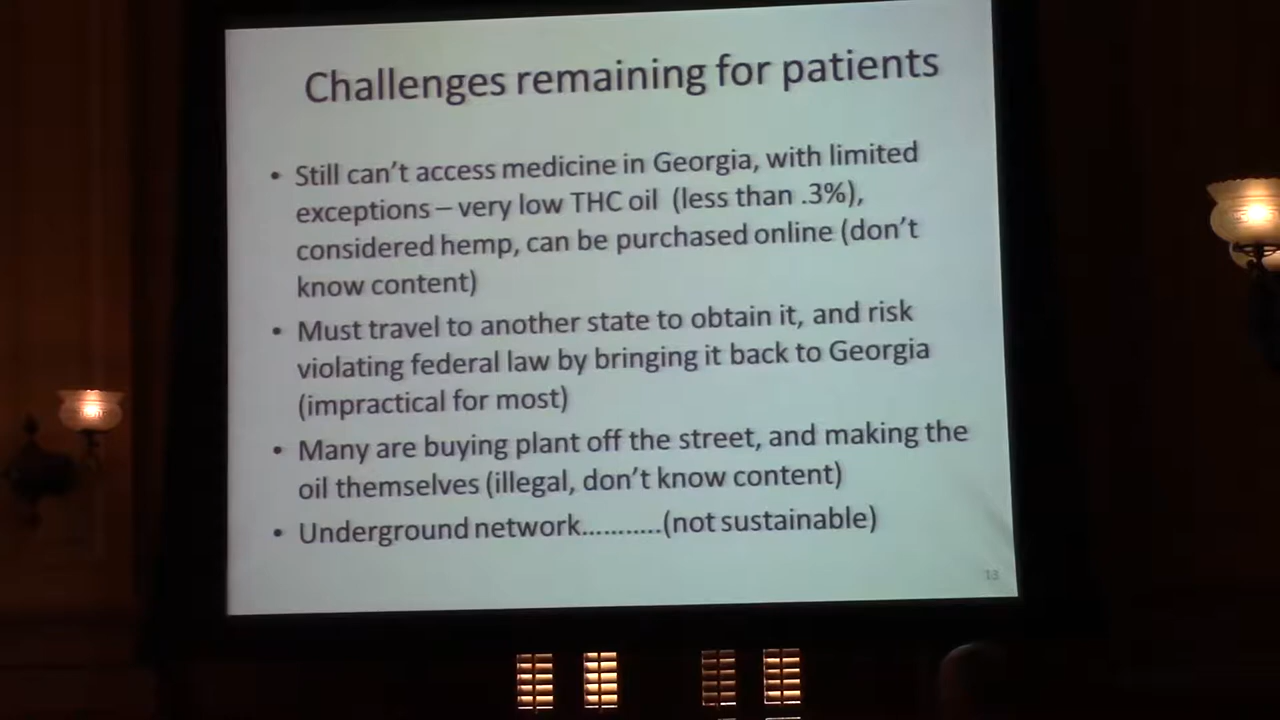 Challenges remaining for patients
• Still can't access medicine in Georgia, with limited
exceptions – very low THC oil (less than .3%),
considered hemp, can be purchased online (don't
know content)
• Must travel to another state to obtain it, and risk
violating federal law by bringing it back to Georgia
(impractical for most)
• Many are buying plant off the street, and making the
oil themselves (illegal, don't know content)
• Underground network...........(not sustainable)
13